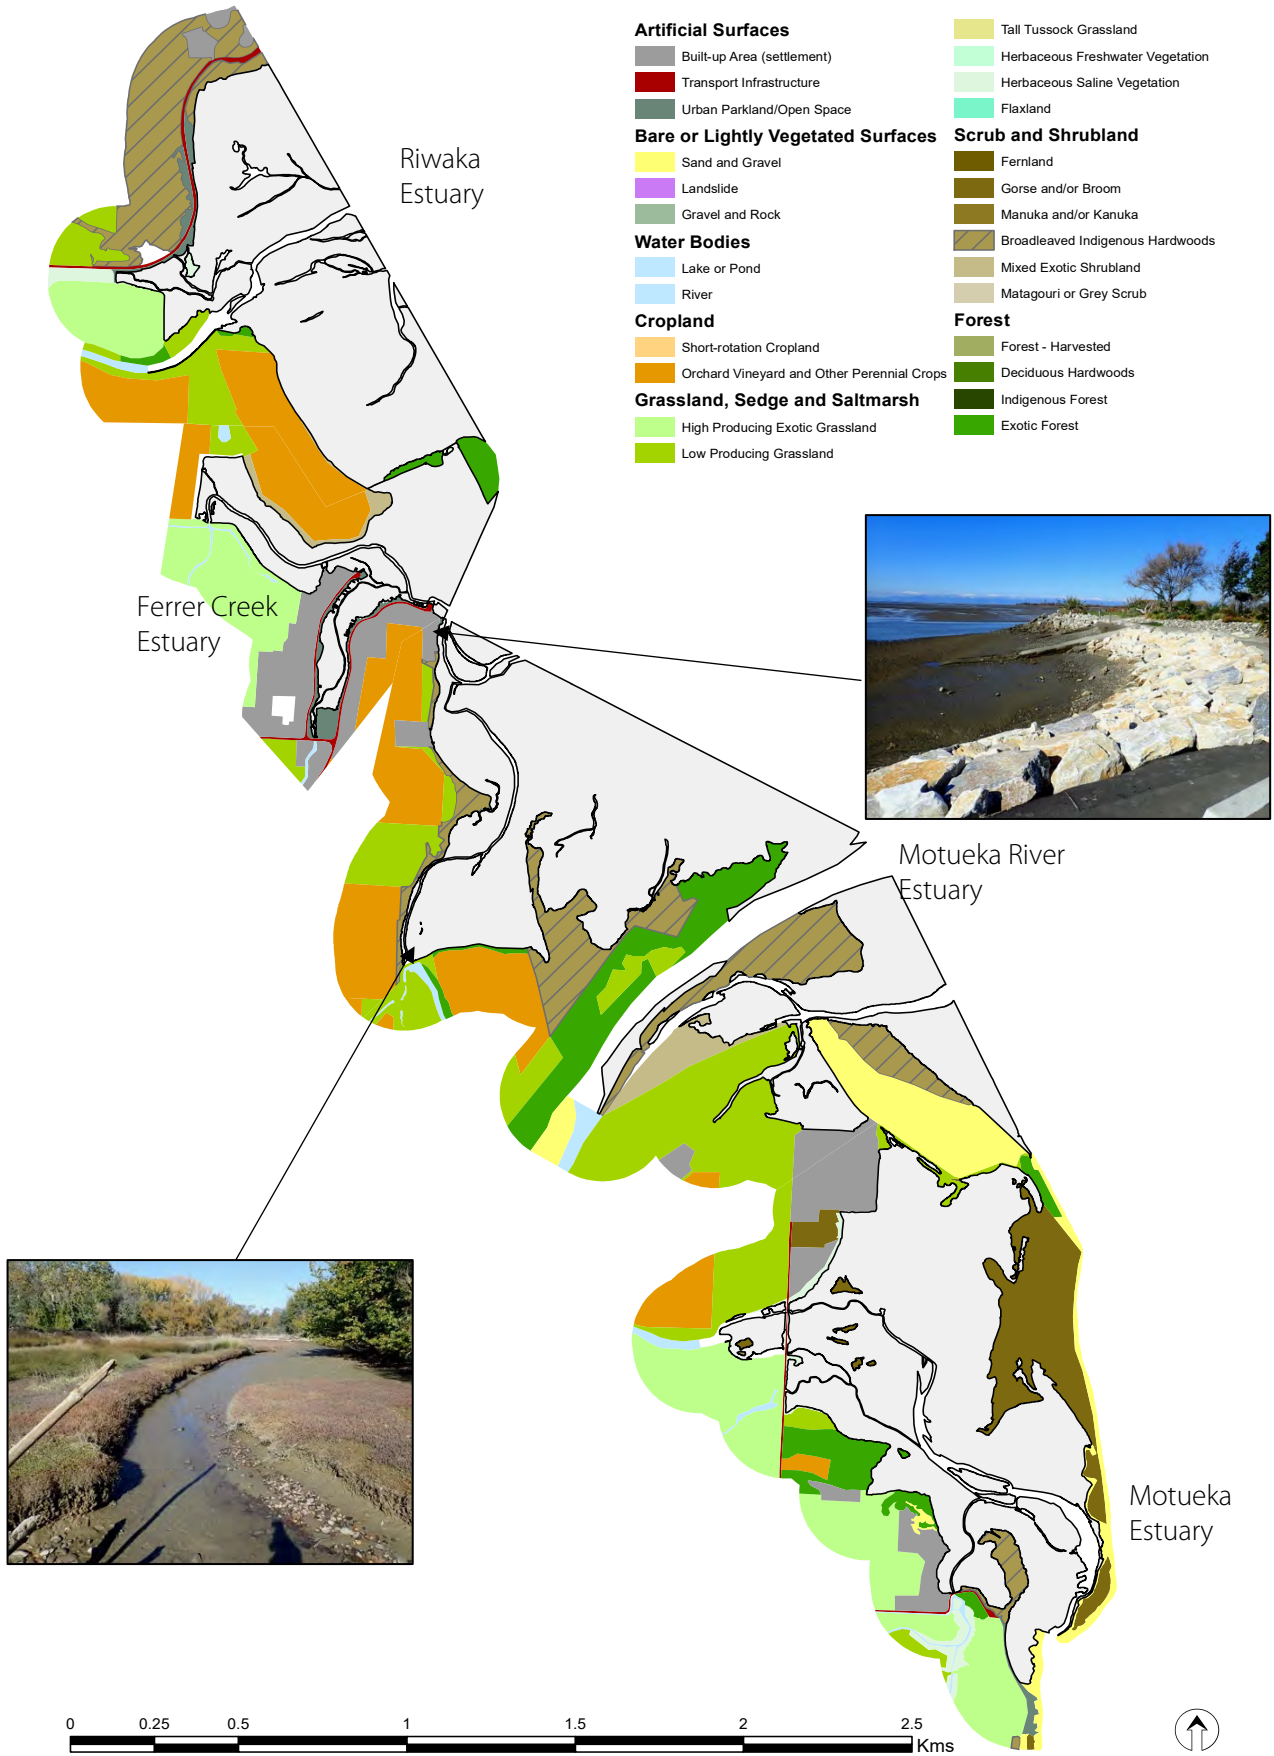 Artificial Surfaces
Built-up Area (settlement)
Transport Infrastructure
Urban Parkland/Open Space
Bare or Lightly Vegetated Surfaces
Sand and Gravel
Landslide
Gravel and Rock
Water Bodies
Lake or Pond
River
Cropland
Short-rotation Cropland
Orchard Vineyard and Other Perennial Crops
Grassland, Sedge and Saltmarsh
High Producing Exotic Grassland
Low Producing Grassland
Tall Tussock Grassland
Herbaceous Freshwater Vegetation
Herbaceous Saline Vegetation
Flaxland
Scrub and Shrubland
Fernland
Gorse and/or Broom
Manuka and/or Kanuka
Broadleaved Indigenous Hardwoods
Mixed Exotic Shrubland
Matagouri or Grey Scrub
Forest
Forest - Harvested
Deciduous Hardwoods
Indigenous Forest
Exotic Forest
Riwaka
Estuary
Ferrer Creek
Estuary
Motueka River
Estuary
Motueka
Estuary
0 0.25 0.5 1 1.5 2 2.5
Kms